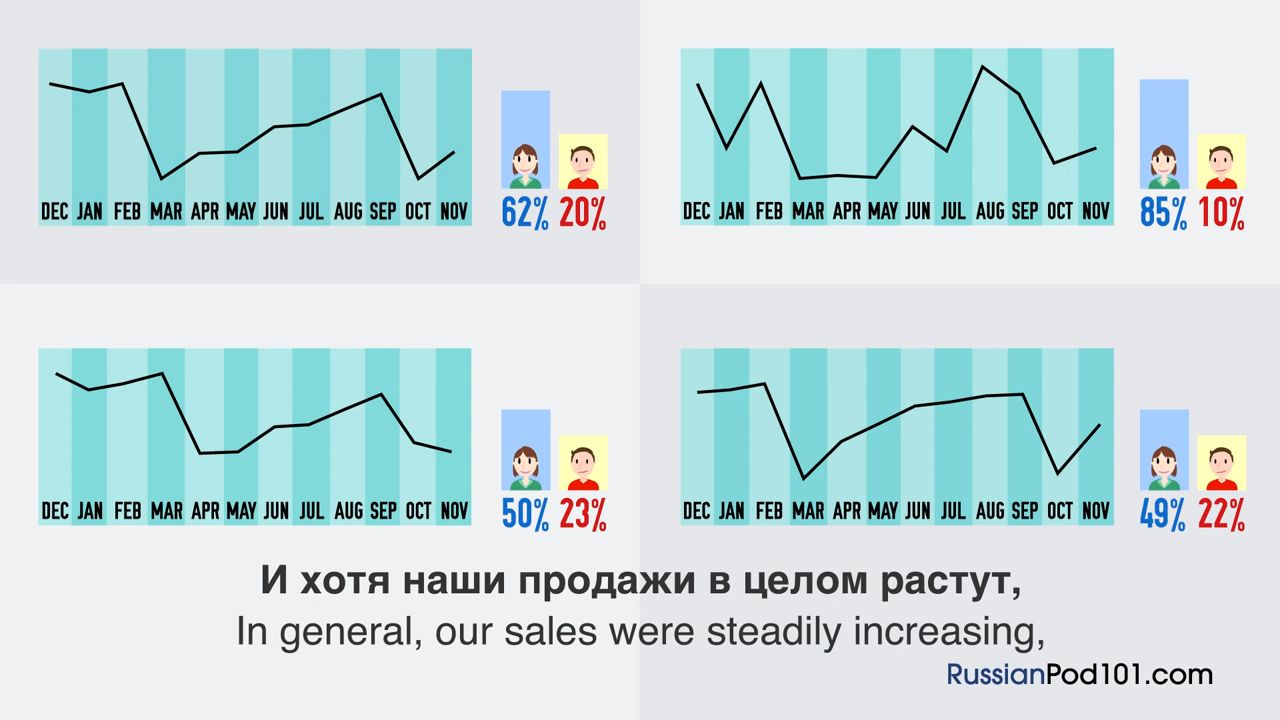 DEC JAN FEB MAR APR MAY JUN JUL AUG SEP OCT NOV
62% 20%
DEC JAN FEB MAR APR MAY JUN JUL AUG SEP OCT NOV
85% 10%
DEC JAN FEB MAR APR MAY JUN JUL AUG SEP OCT NOV
50% 23%
DEC JAN FEB MAR APR MAY JUN JUL AUG SEP OCT NOV
49% 22%
И хотя наши продажи в целом растут,
In general, our sales were steadily increasing,
RussianPod101.com